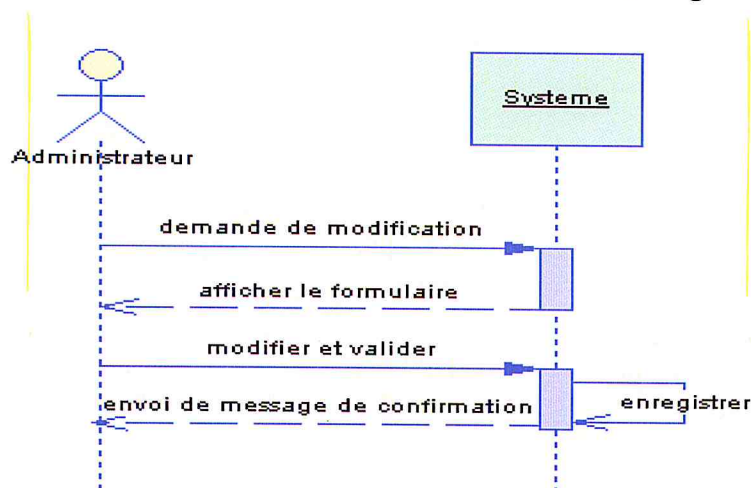 Systeme
Administrateur
demande de modification
afficher le formulaire
modifier et valider
envoi de message de confirmation
enregistrer